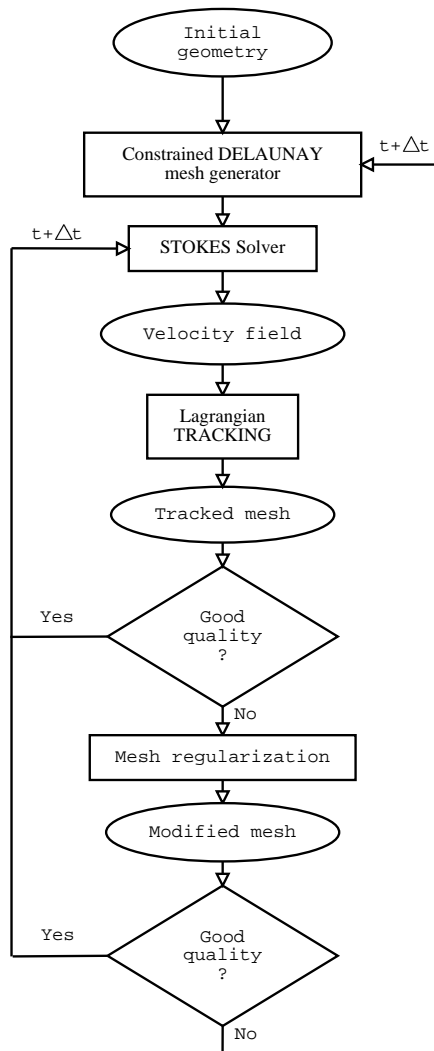 Initial
geometry
t+△t
Constrained DELAUNAY
mesh generator
t+△t
STOKES Solver
Velocity field
Lagrangian
TRACKING
Tracked mesh
Yes
Good
quality
?
No
Mesh regularization
Modified mesh
Yes
Good
quality
?
No